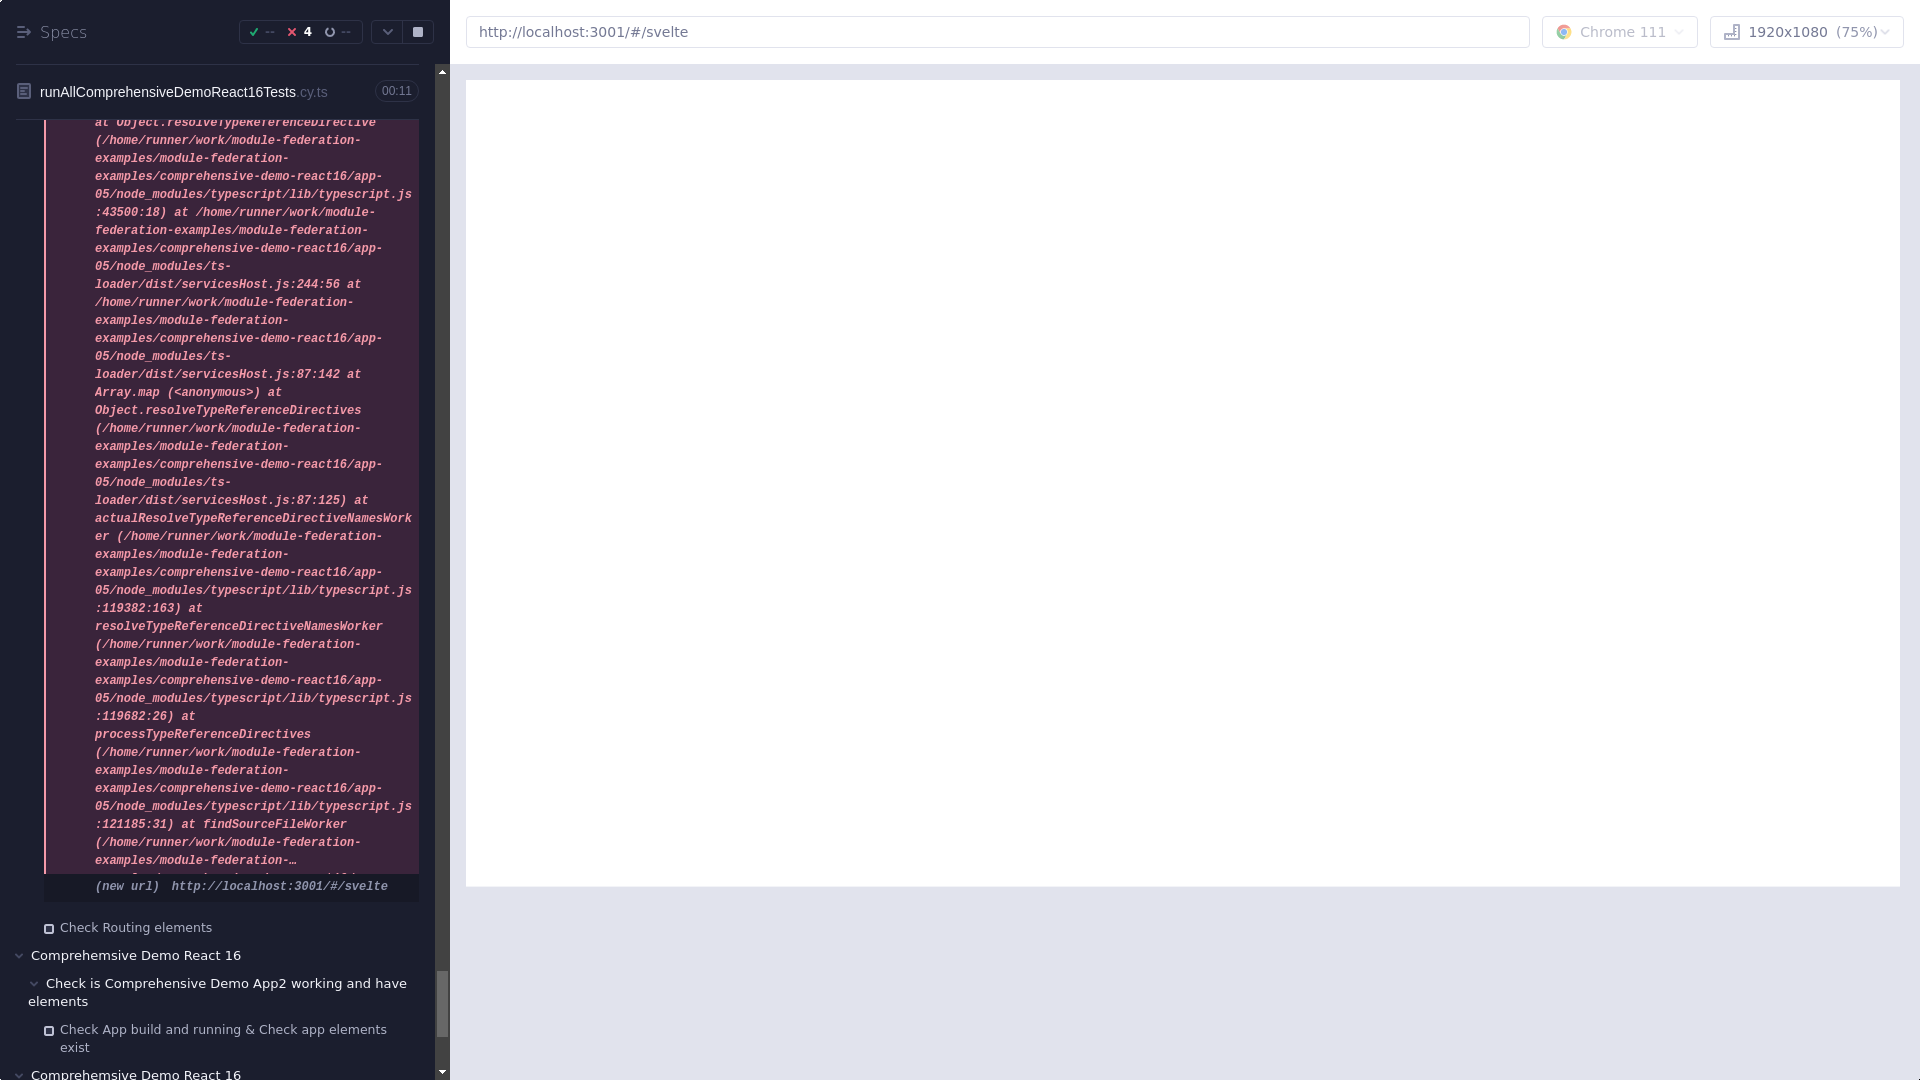 Specs
-- 4 --
http://localhost:3001/#/svelte
Chrome 111
1920x1080 (75%)
runAllComprehensiveDemoReact16Tests.cy.ts
00:11
at Object.resolveTypeReferenceDirective
(/home/runner/work/module-federation-
examples/module-federation-
examples/comprehensive-demo-react16/app-
05/node_modules/typescript/lib/typescript.js
:43500:18) at /home/runner/work/module-
federation-examples/module-federation-
examples/comprehensive-demo-react16/app-
05/node_modules/ts-
loader/dist/servicesHost.js:244:56 at
/home/runner/work/module-federation-
examples/module-federation-
examples/comprehensive-demo-react16/app-
05/node_modules/ts-
loader/dist/servicesHost.js:87:142 at
Array.map (<anonymous>) at
Object.resolveTypeReferenceDirectives
(/home/runner/work/module-federation-
examples/module-federation-
examples/comprehensive-demo-react16/app-
05/node_modules/ts-
loader/dist/servicesHost.js:87:125) at
actualResolveTypeReferenceDirectiveNamesWork
er (/home/runner/work/module-federation-
examples/module-federation-
examples/comprehensive-demo-react16/app-
05/node_modules/typescript/lib/typescript.js
:119382:163) at
resolveTypeReferenceDirectiveNamesWorker
(/home/runner/work/module-federation-
examples/module-federation-
examples/comprehensive-demo-react16/app-
05/node_modules/typescript/lib/typescript.js
:119682:26) at
processTypeReferenceDirectives
(/home/runner/work/module-federation-
examples/module-federation-
examples/comprehensive-demo-react16/app-
05/node_modules/typescript/lib/typescript.js
:121185:31) at findSourceFileWorker
(/home/runner/work/module-federation-
examples/module-federation-…
(new url) http://localhost:3001/#/svelte
Check Routing elements
Comprehemsive Demo React 16
Check is Comprehensive Demo App2 working and have
elements
Check App build and running & Check app elements
exist
Comprehemsive Demo React 16